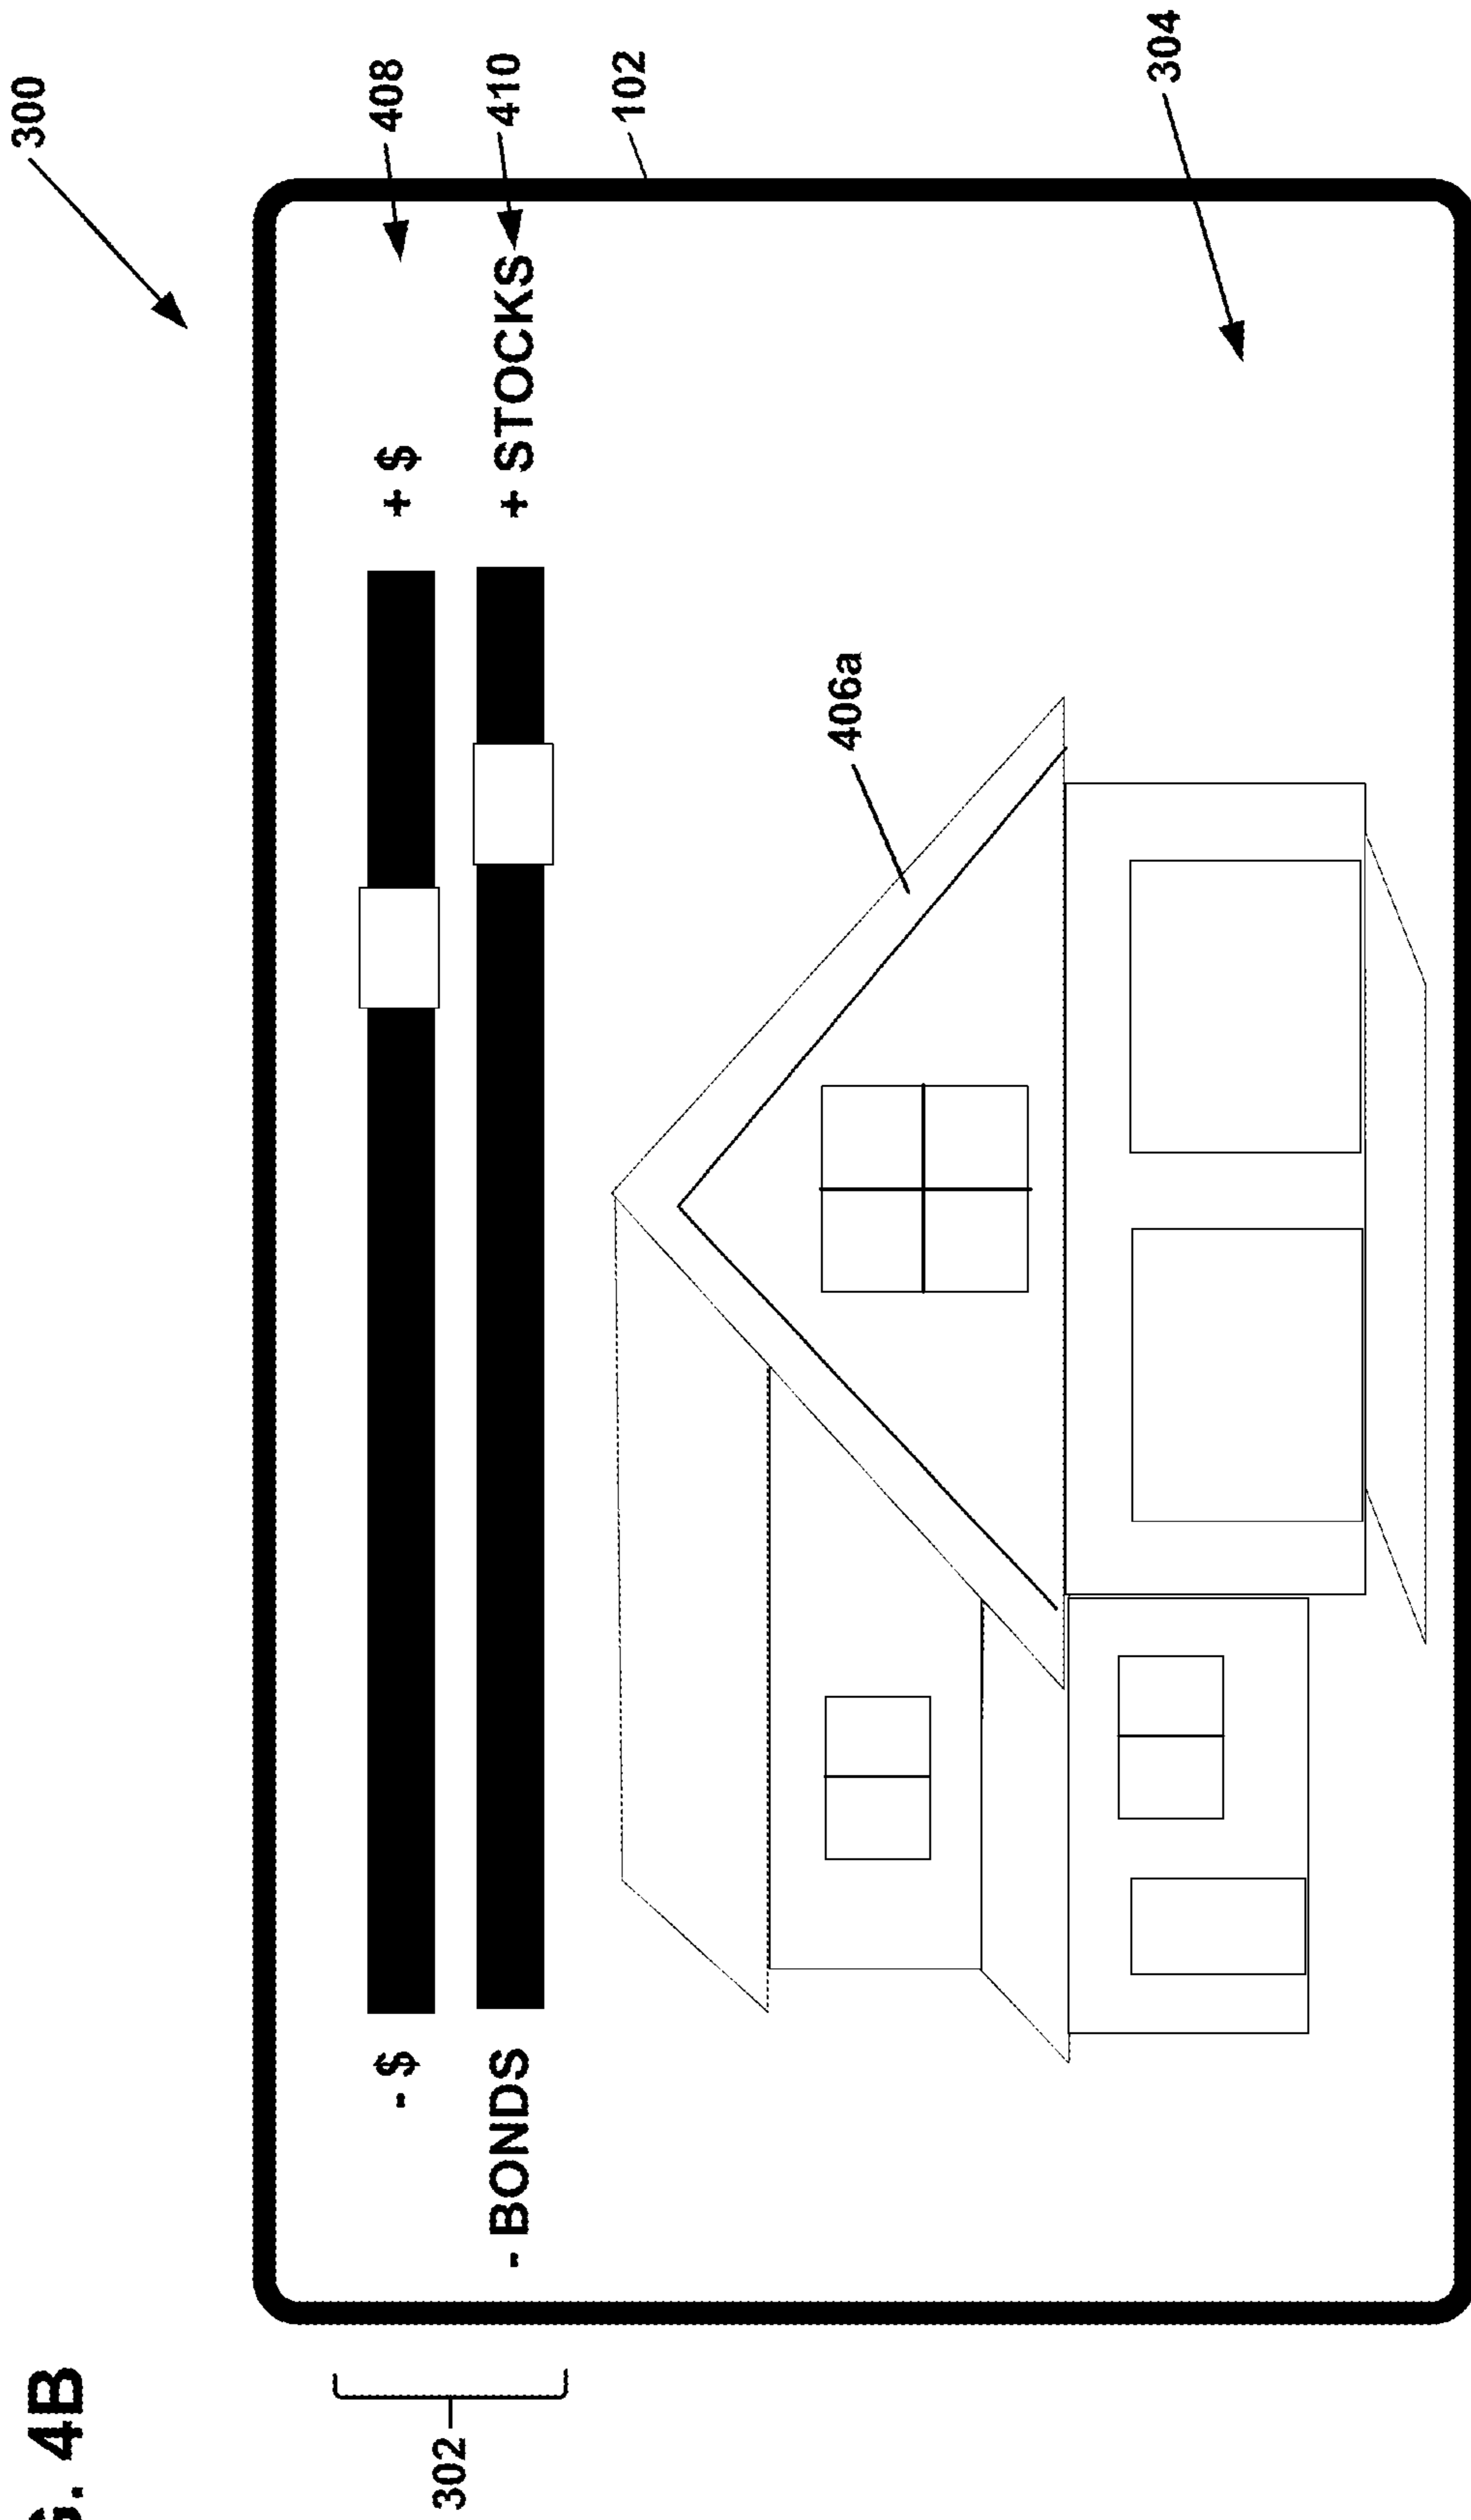 . 4B
300
302
- $ + $
408
- BONDS + STOCKS
410
102
406a
304